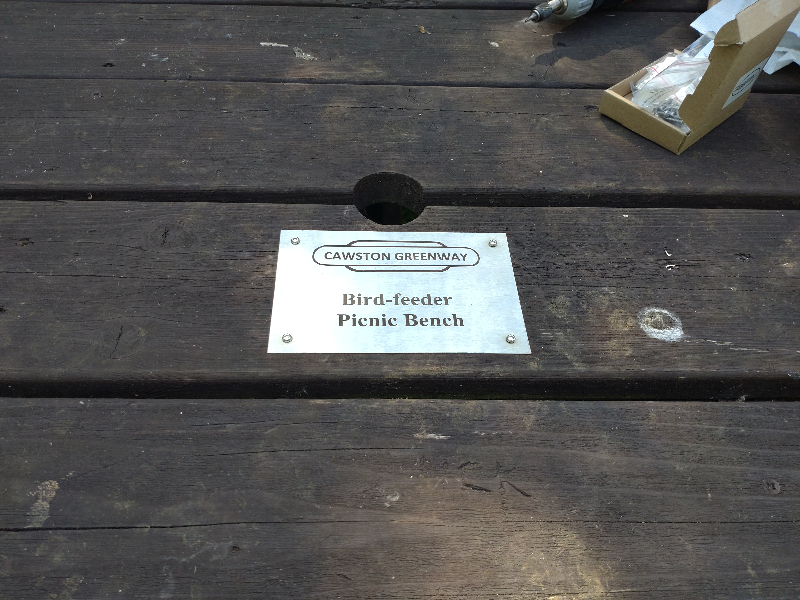 CAWSTON GREENWAY
Bird-feeder
Picnic Bench